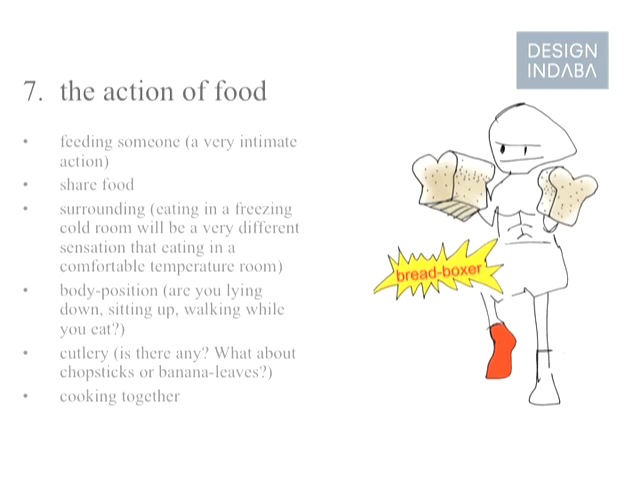 DESIGN
INDΛBΛ
7. the action of food
• feeding someone (a very intimate
action)
• share food
• surrounding (eating in a freezing
cold room will be a very different
sensation that eating in a
comfortable temperature room)
• body-position (are you lying
down, sitting up, walking while
you eat?)
• cutlery (is there any? What about
chopsticks or banana-leaves?)
• cooking together
bread-boxer